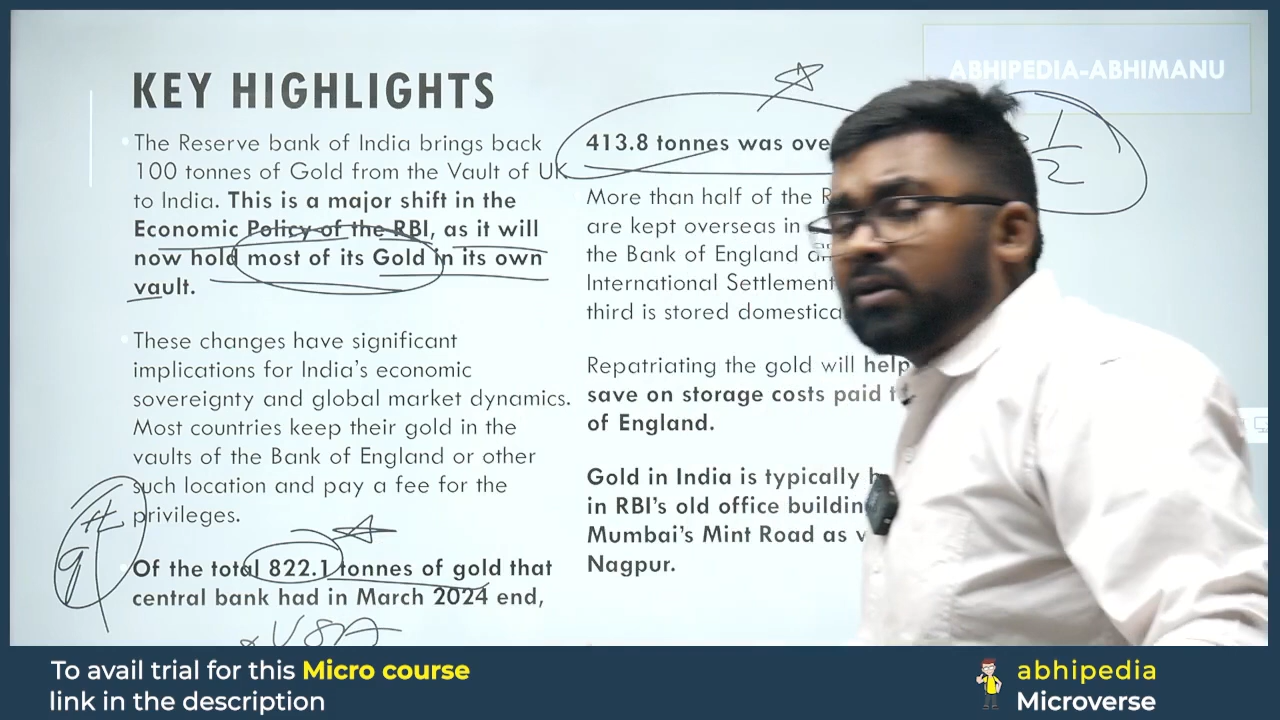 ABHIPEDIA-ABHIMANU
KEY HIGHLIGHTS
The Reserve bank of India brings back
100 tonnes of Gold from the Vault of UK
to India. This is a major shift in the
Economic Policy of the RBI, as it will
now hold most of its Gold in its own
vault.
These changes have significant
implications for India's economic
sovereignty and global market dynamics.
Most countries keep their gold in the
vaults of the Bank of England or other
such location and pay a fee for the
privileges.
Of the total 822.1 tonnes of gold that
central bank had in March 2024 end,
USA
413.8 tonnes was ove
1/2
More than half of the R
are kept overseas in
the Bank of England
International Settlement
third is stored domestica
Repatriating the gold will help
save on storage costs paid t
of England.
Gold in India is typically h
in RBI's old office buildin
Mumbai's Mint Road as v
Nagpur.
To avail trial for this Micro course
link in the description
abhipedia
Microverse